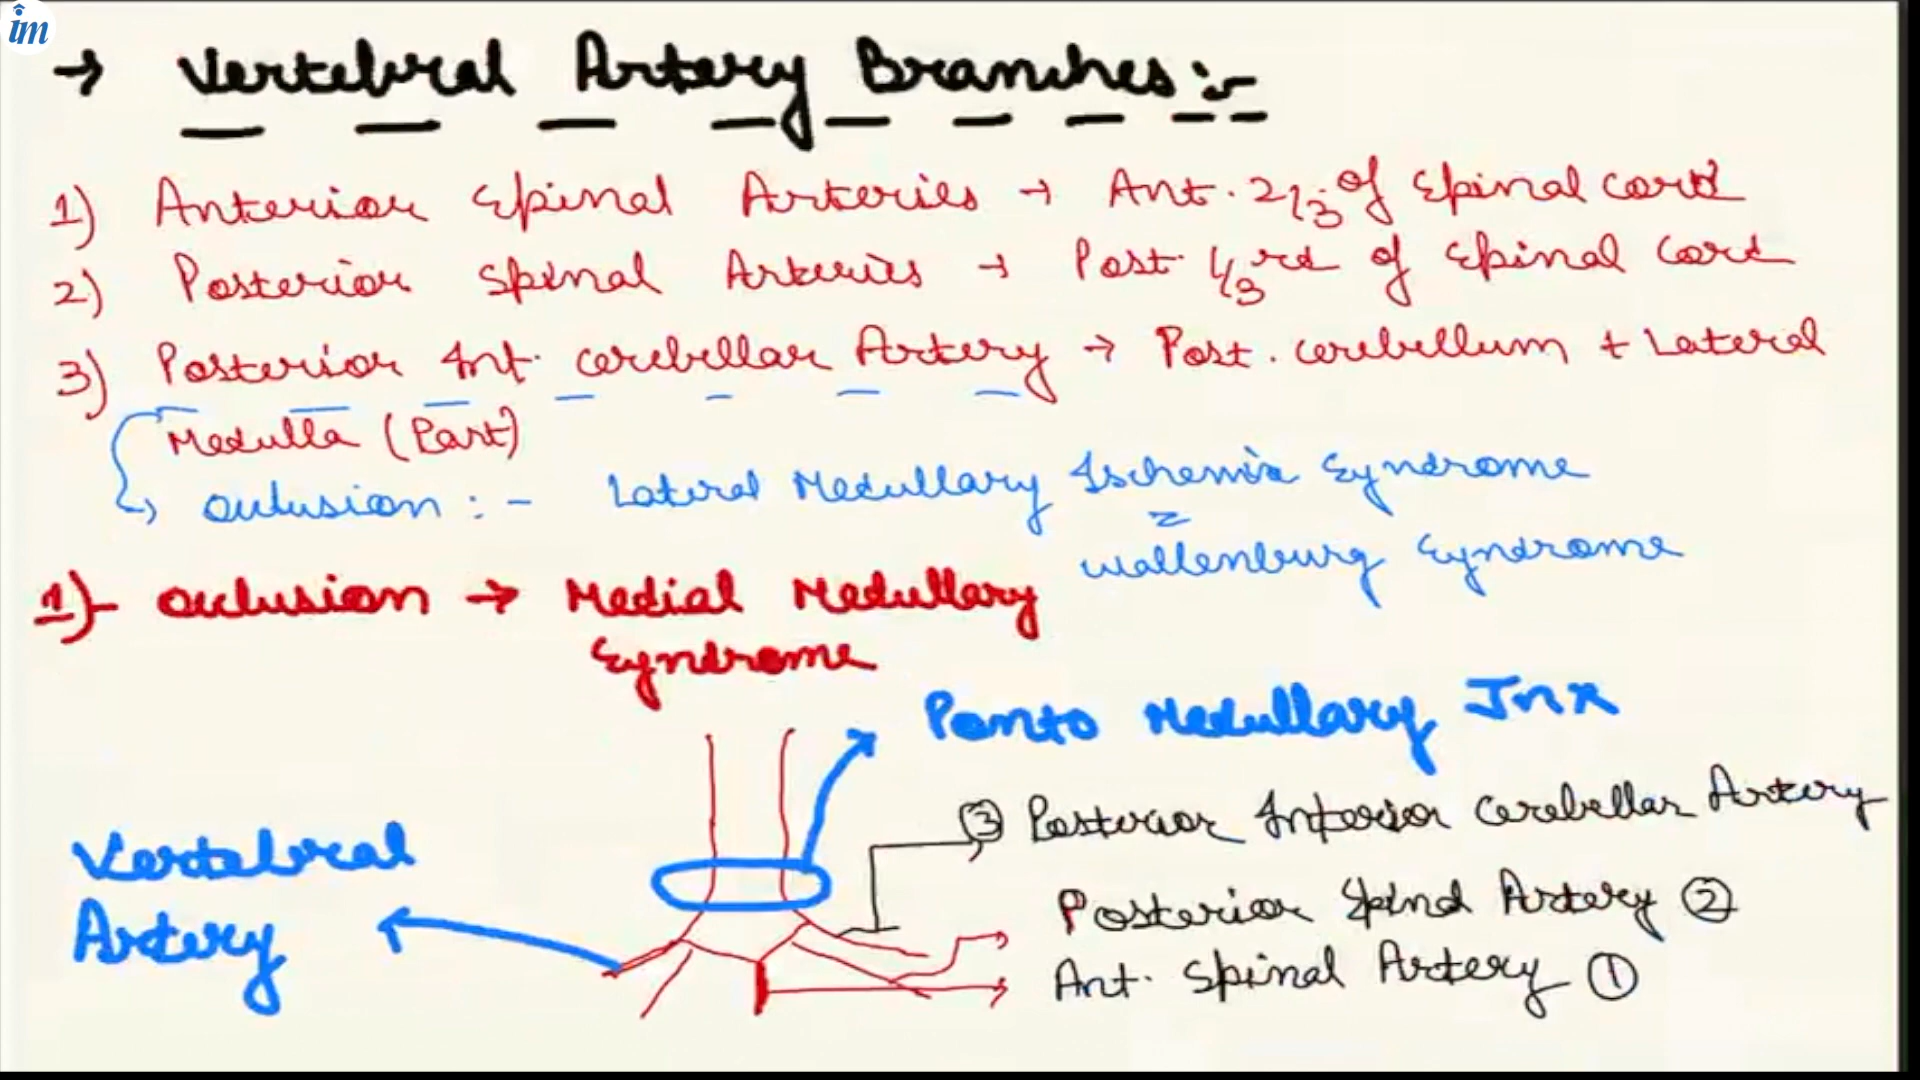 im
→ Vertebral Artery Branches:-
1) Anterior Spinal Arteries → Ant. 2/3 of Spinal cord
2) Posterior Spinal Arteries → Post. 1/3rd of Spinal Cord
3) Posterior Inf. cerebellar Artery → Post. cerebellum + Lateral
Medulla (Part)
↳ occlusion :- Lateral Medullary Ischemia Syndrome
=
wallenburg Syndrome
1)- occlusion → Medial Medullary
Syndrome
Ponto Medullary Jnx
③ Posterior Inferior Cerebellar Artery
Vertebral
Artery
Posterior Spinal Artery ②
Ant. Spinal Artery ①